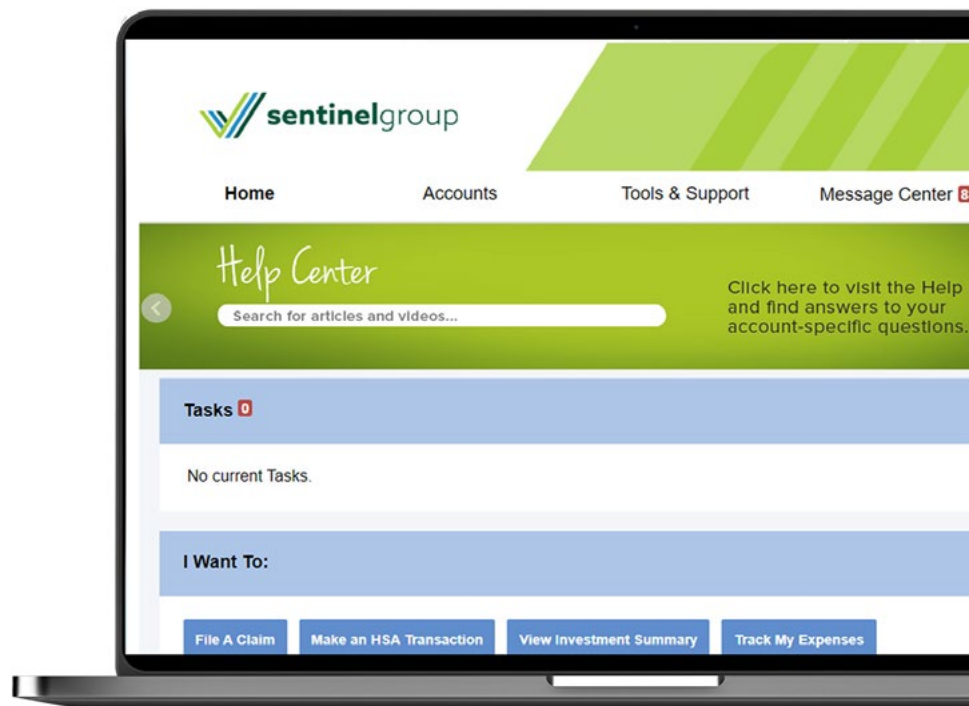 sentinelgroup
Home Accounts Tools & Support Message Center 8
Help Center
Search for articles and videos...
Click here to visit the Help
and find answers to your
account-specific questions.
Tasks 0
No current Tasks.
I Want To:
File A Claim Make an HSA Transaction View Investment Summary Track My Expenses